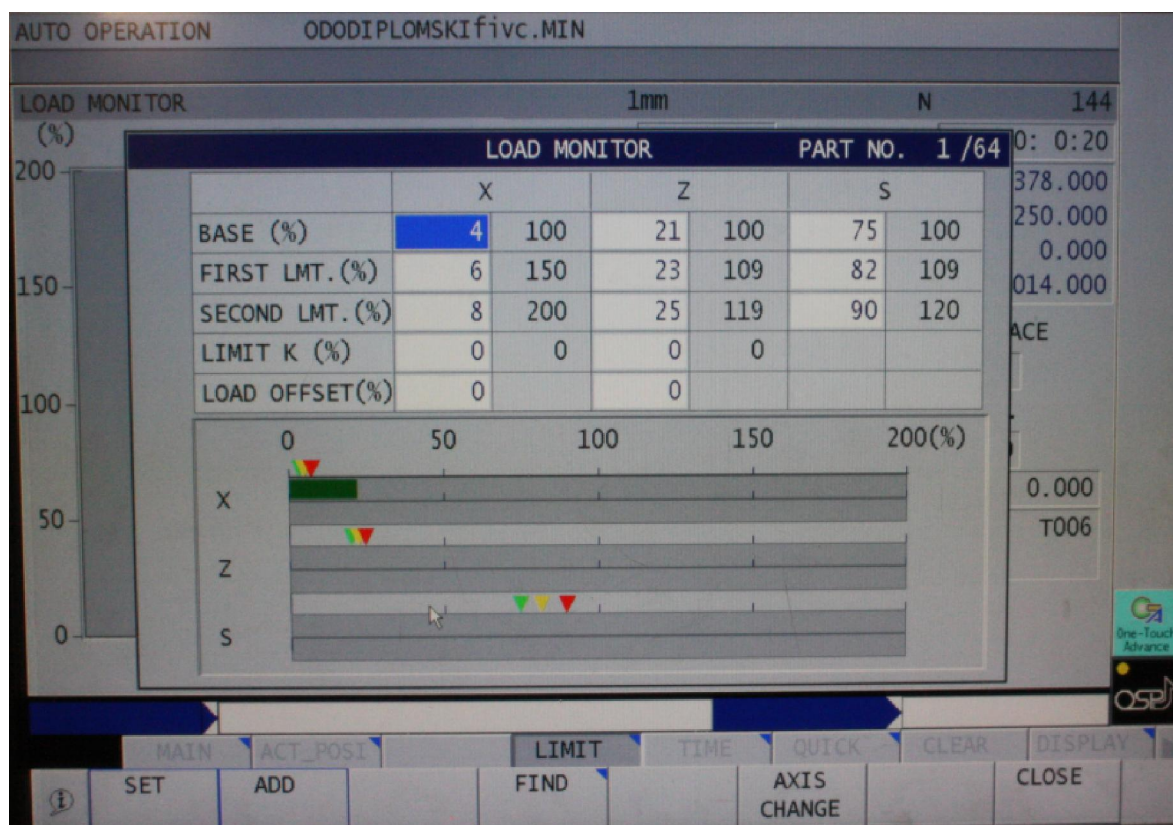 AUTO OPERATION ODODIPLOMSKIfivc.MIN
LOAD MONITOR 1mm N 144
(%)
LOAD MONITOR PART NO. 1 /64
0: 0:20
200
378.000
X Z S
250.000
BASE (%) 4 100 21 100 75 100
0.000
FIRST LMT.(%) 6 150 23 109 82 109
150
014.000
SECOND LMT.(%) 8 200 25 119 90 120
ACE
LIMIT K (%) 0 0 0 0
LOAD OFFSET(%) 0 0
100
0 50 100 150 200(%)
X
0.000
50
T006
Z
S
0
One-Touch
Advance
OSP
MAIN ACT_POSI LIMIT TIME QUICK CLEAR DISPLAY
SET ADD FIND AXIS CHANGE CLOSE